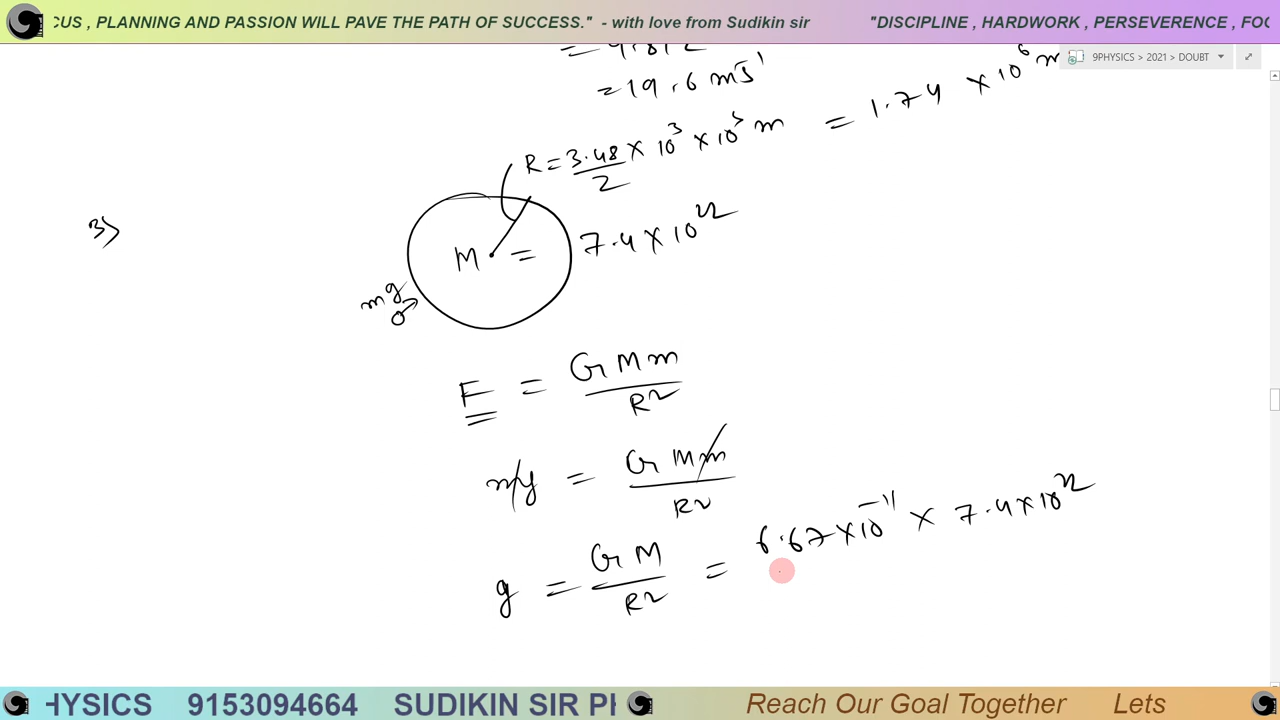 CUS , PLANNING AND PASSION WILL PAVE THE PATH OF SUCCESS." - with love from Sudikin sir "DISCIPLINE , HARDWORK , PERSEVERENCE , FOC
9PHYSICS > 2021 > DOUBT
= 19.6 ms⁻¹
R = 3.48/2 × 10³ × 10³ m = 1.74 × 10⁶ m
3)
M = 7.4 × 10²²
mg
F = GMm/R²
mg = GMm/R²
g = GM/R² = 6.67×10⁻¹¹ × 7.4×10²²
HYSICS 9153094664 SUDIKIN SIR PH Reach Our Goal Together Lets